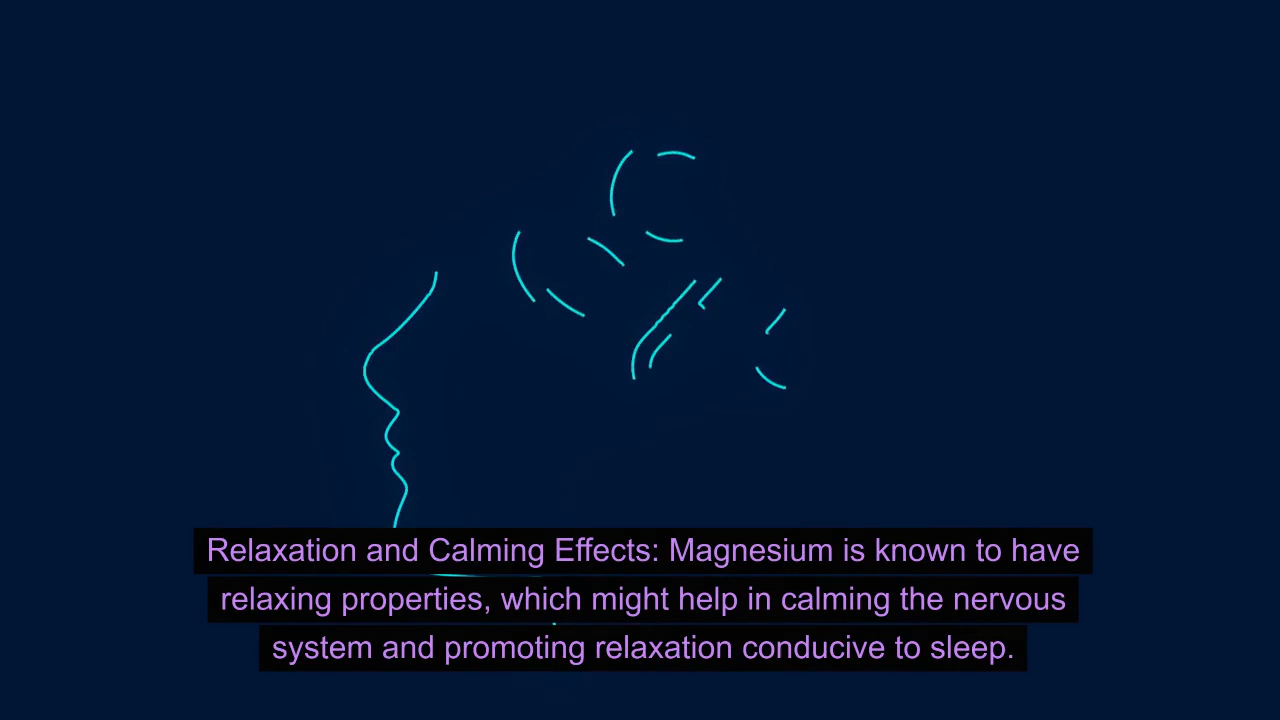 Relaxation and Calming Effects: Magnesium is known to have
relaxing properties, which might help in calming the nervous
system and promoting relaxation conducive to sleep.